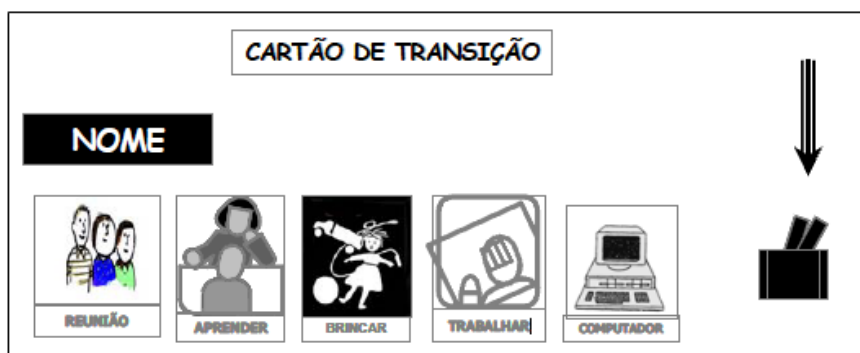 CARTÃO DE TRANSIÇÃO
NOME
REUNIÃO
APRENDER
BRINCAR
TRABALHAR
COMPUTADOR